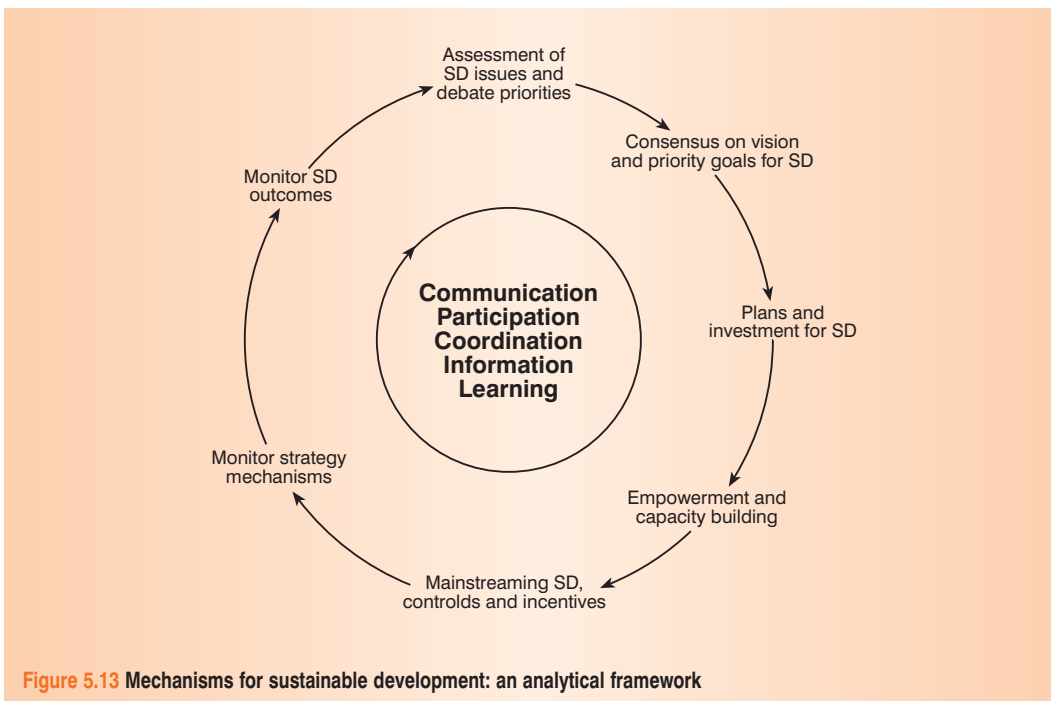 Assessment of
SD issues and
debate priorities
Consensus on vision
and priority goals for SD
Plans and
investment for SD
Empowerment and
capacity building
Mainstreaming SD,
controlds and incentives
Monitor strategy
mechanisms
Monitor SD
outcomes
Communication
Participation
Coordination
Information
Learning
Figure 5.13 Mechanisms for sustainable development: an analytical framework